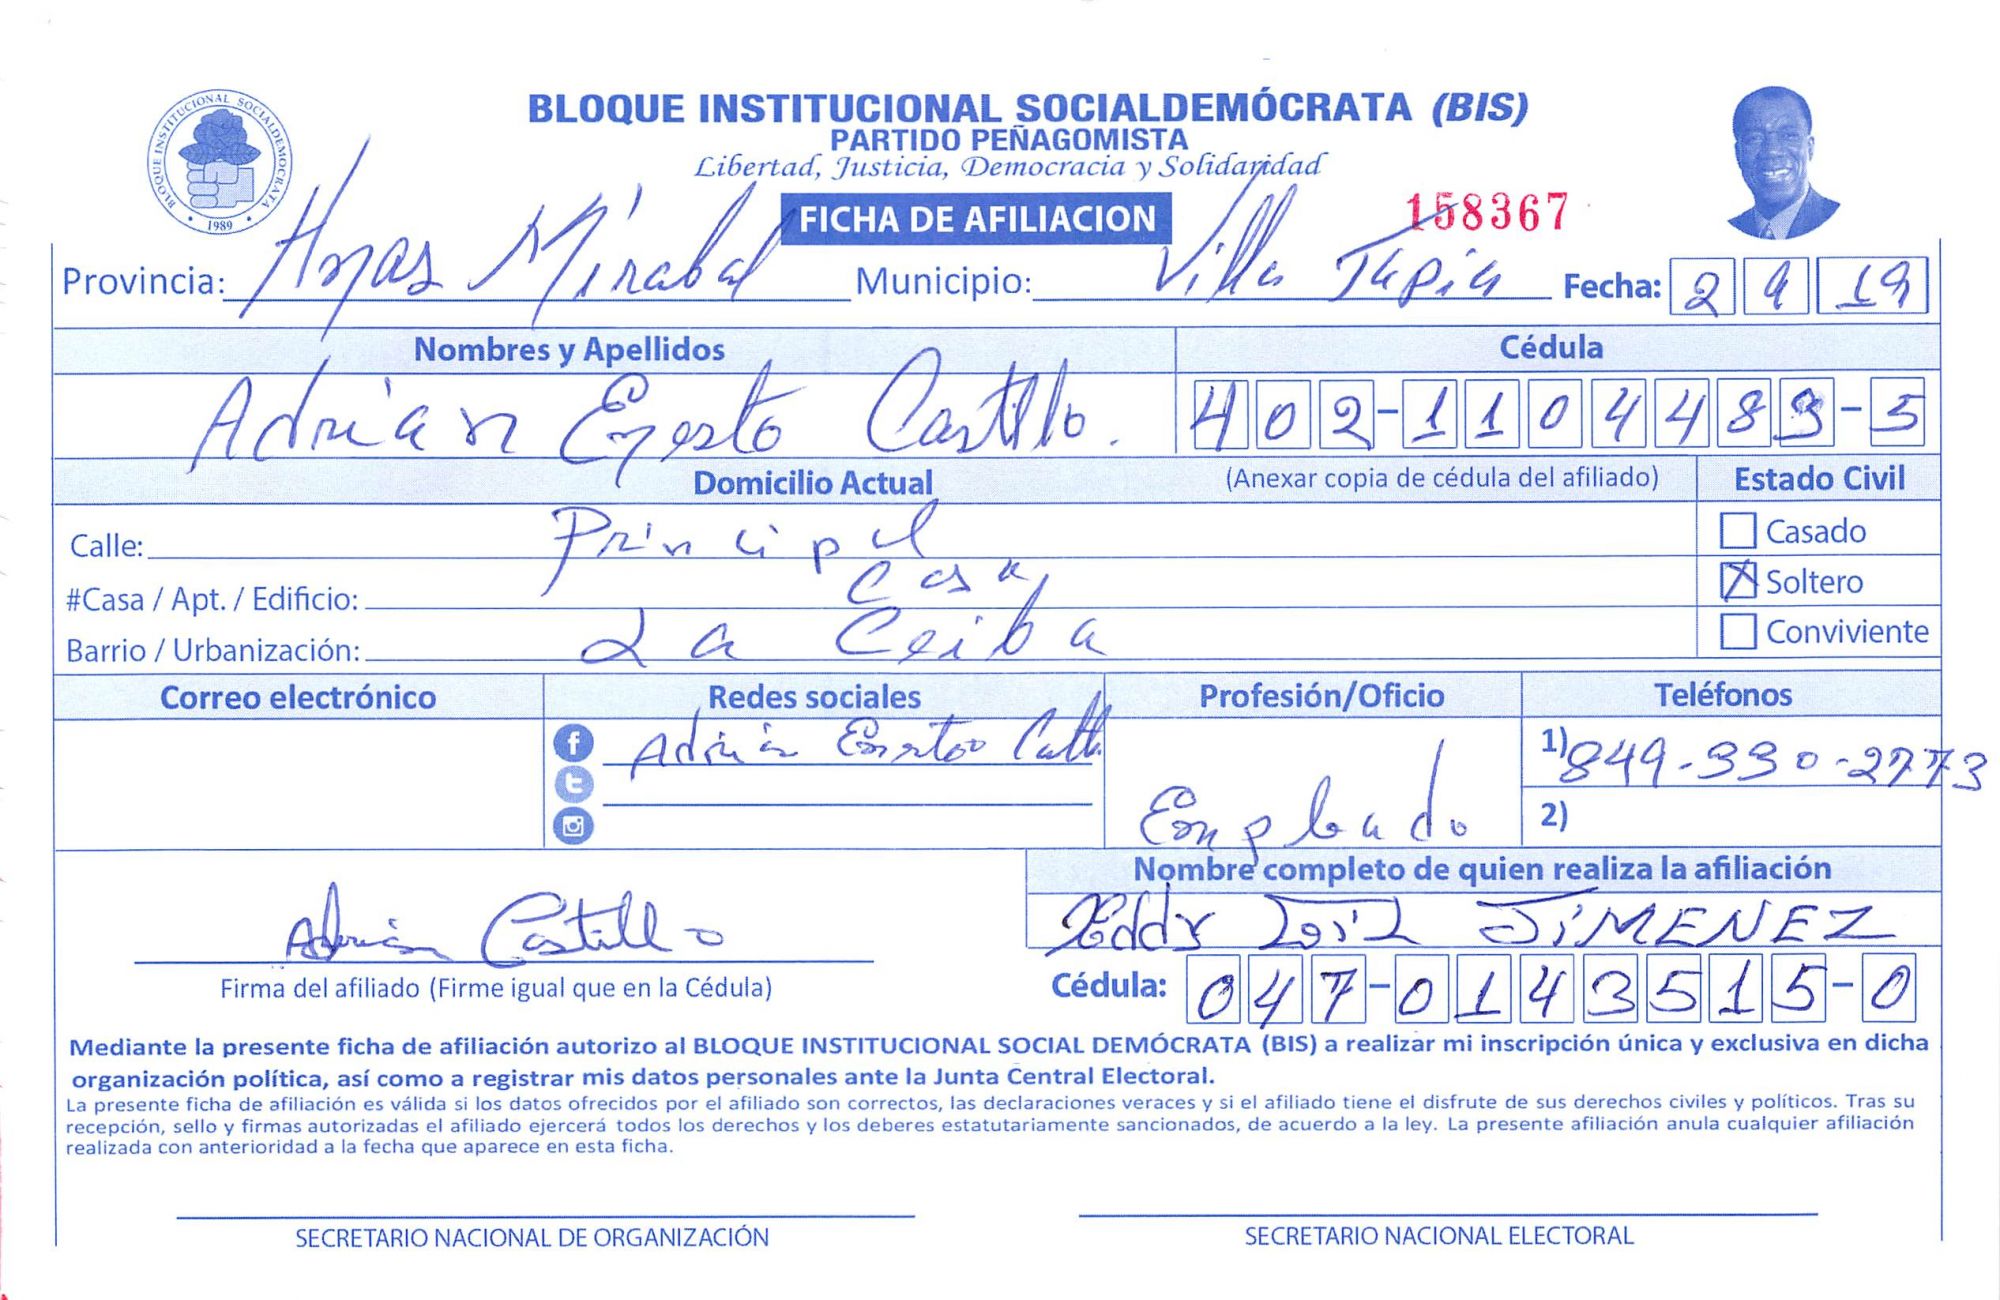 BLOQUE INSTITUCIONAL SOCIALDEMÓCRATA (BIS)
PARTIDO PEÑAGOMISTA
Libertad, Justicia, Democracia y Solidaridad
BLOQUE INSTITUCIONAL SOCIALDEMOCRATA
1989
FICHA DE AFILIACION
158367
Provincia: Hnas Mirabal Municipio: Villa Tapia Fecha: 2 9 19
Nombres y Apellidos Cédula
Adrián Ernesto Castillo. 402-1104489-5
Domicilio Actual (Anexar copia de cédula del afiliado) Estado Civil
Calle: Principal Casado
#Casa / Apt. / Edificio: Casa X Soltero
Barrio / Urbanización: La Ceiba Conviviente
Correo electrónico Redes sociales Profesión/Oficio Teléfonos
Adrián Ernesto 1) 849-330-2773
Empleado 2)
Nombre completo de quien realiza la afiliación
Adrián Castillo Eddy JIMENEZ
Firma del afiliado (Firme igual que en la Cédula) Cédula: 047-0143515-0
Mediante la presente ficha de afiliación autorizo al BLOQUE INSTITUCIONAL SOCIAL DEMÓCRATA (BIS) a realizar mi inscripción única y exclusiva en dicha
organización política, así como a registrar mis datos personales ante la Junta Central Electoral.
La presente ficha de afiliación es válida si los datos ofrecidos por el afiliado son correctos, las declaraciones veraces y si el afiliado tiene el disfrute de sus derechos civiles y políticos. Tras su
recepción, sello y firmas autorizadas el afiliado ejercerá todos los derechos y los deberes estatutariamente sancionados, de acuerdo a la ley. La presente afiliación anula cualquier afiliación
realizada con anterioridad a la fecha que aparece en esta ficha.
SECRETARIO NACIONAL DE ORGANIZACIÓN SECRETARIO NACIONAL ELECTORAL